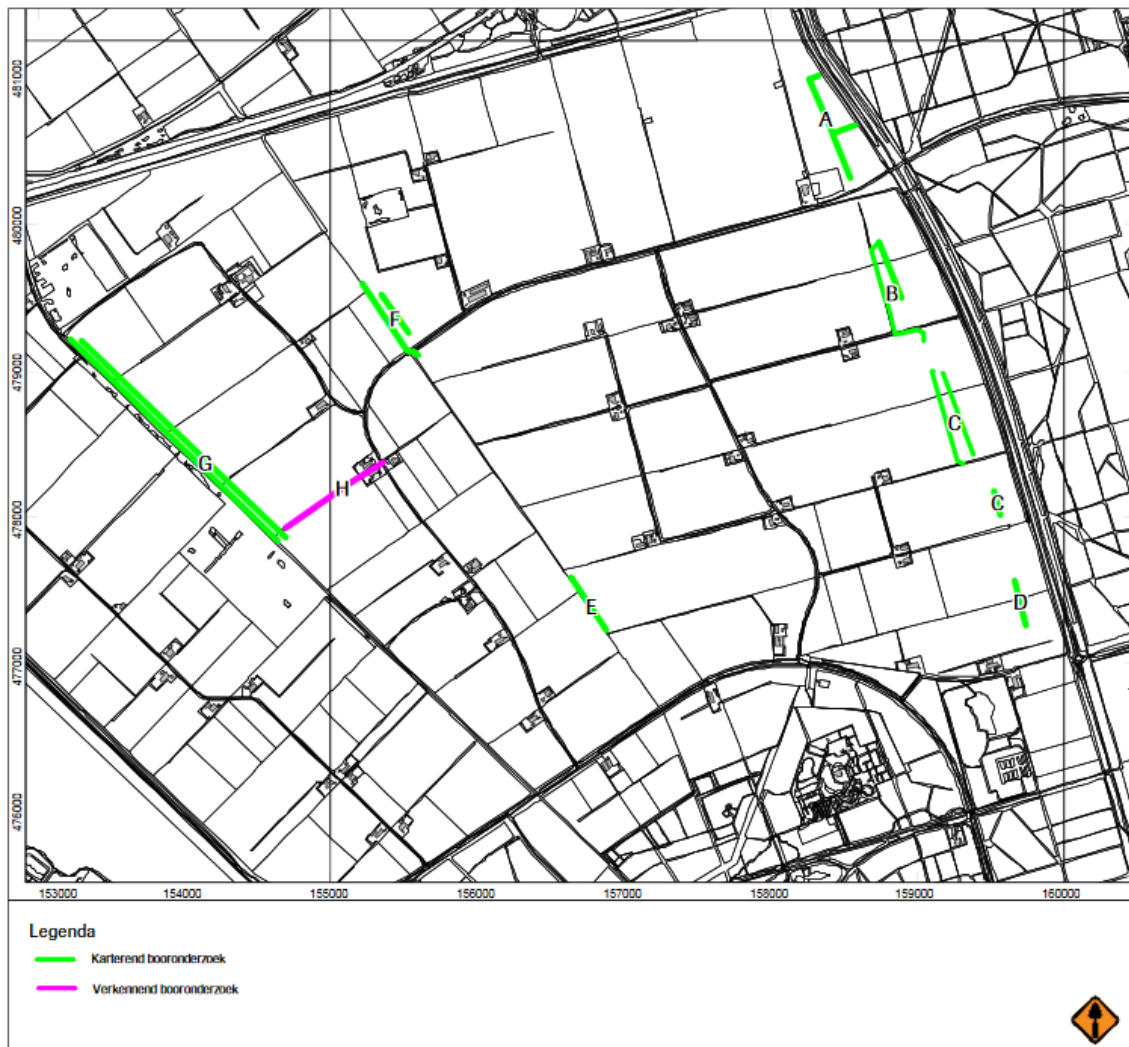 481000
480000
479000
478000
477000
476000
A
B
F
C
G
H
C
E
D
153000 154000 155000 156000 157000 158000 159000 160000
Legenda
Karterend booronderzoek
Verkennend booronderzoek